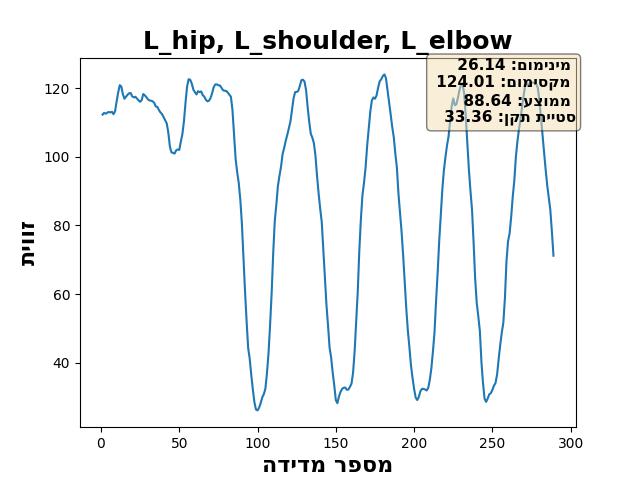 L_hip, L_shoulder, L_elbow
מינימום: 26.14
מקסימום: 124.01
ממוצע: 88.64
סטיית תקן: 33.36
120
100
80
60
40
זווית
0 50 100 150 200 250 300
מספר מדידה